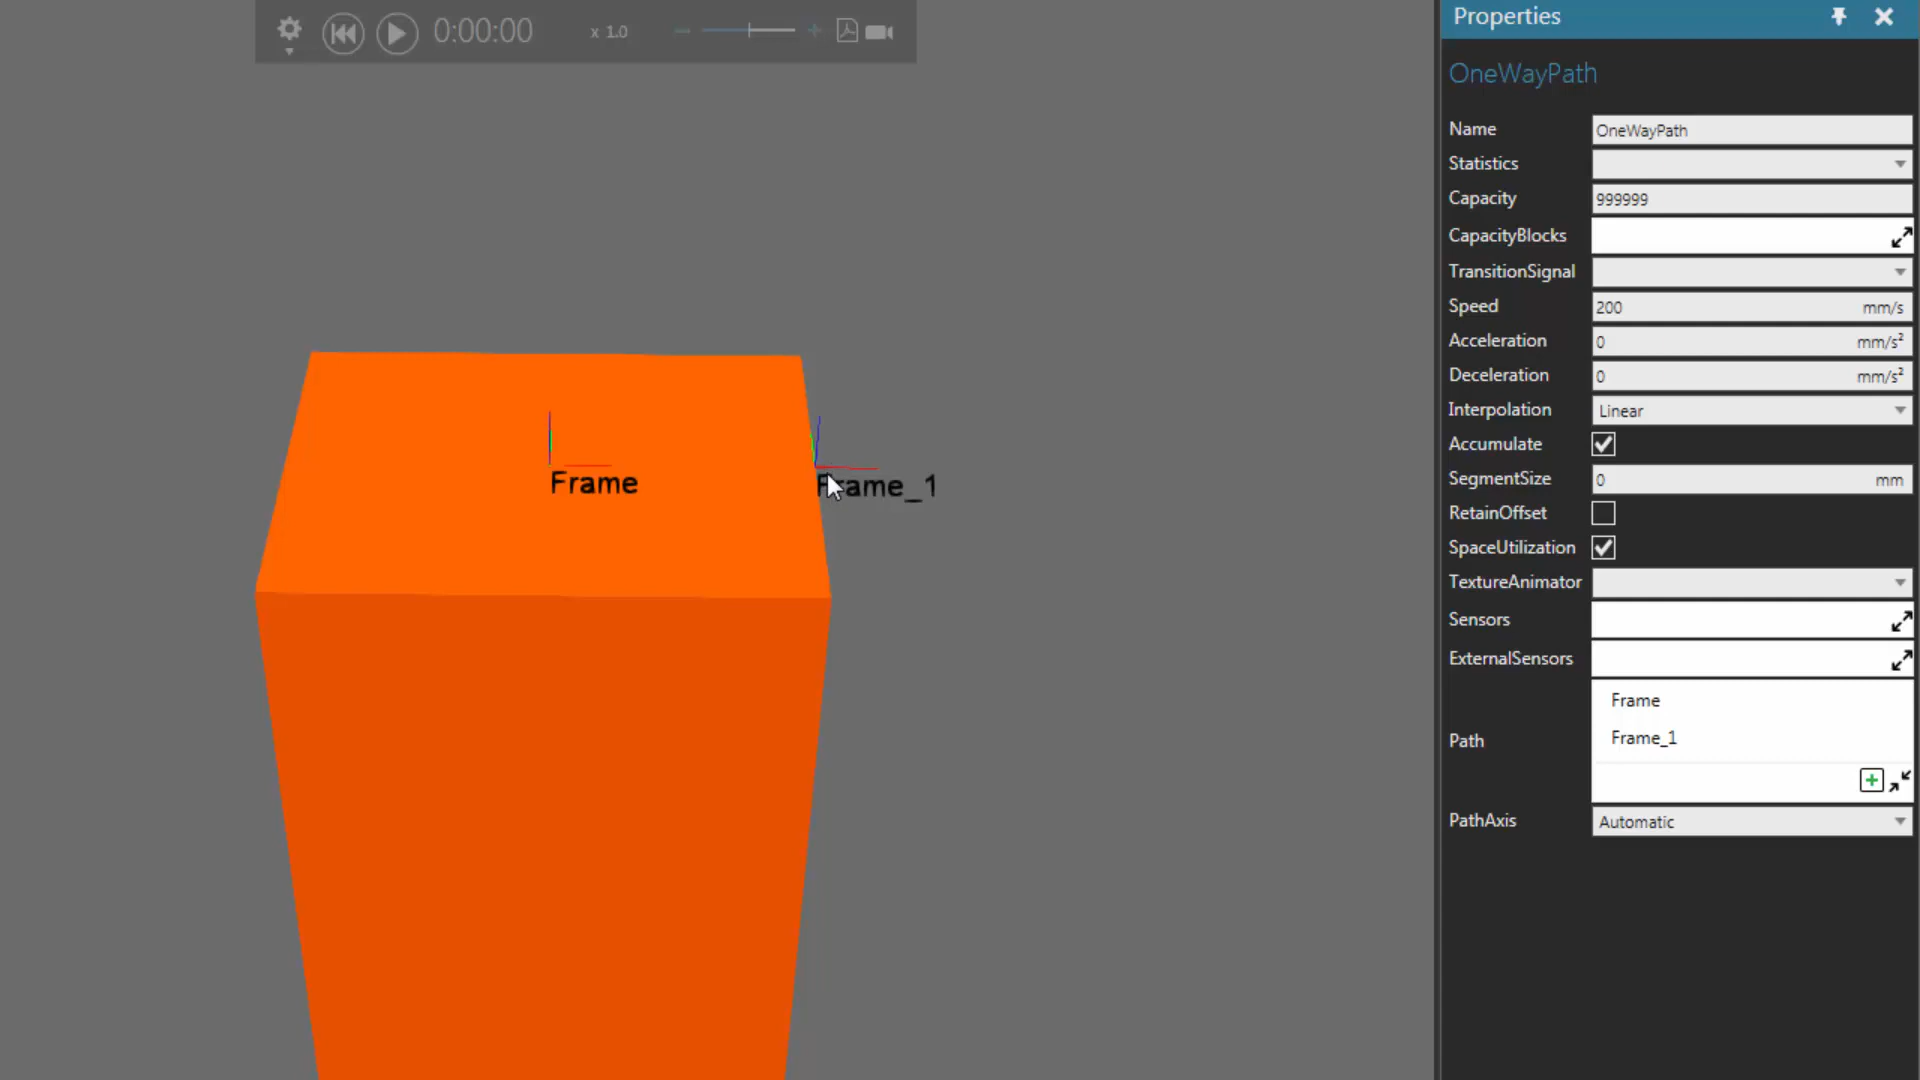 0:00:00
x 1.0
Frame
Frame_1
Properties
OneWayPath
Name OneWayPath
Statistics
Capacity 999999
CapacityBlocks
TransitionSignal
Speed 200 mm/s
Acceleration 0 mm/s²
Deceleration 0 mm/s²
Interpolation Linear
Accumulate
SegmentSize 0 mm
RetainOffset
SpaceUtilization
TextureAnimator
Sensors
ExternalSensors
Path
Frame
Frame_1
PathAxis Automatic